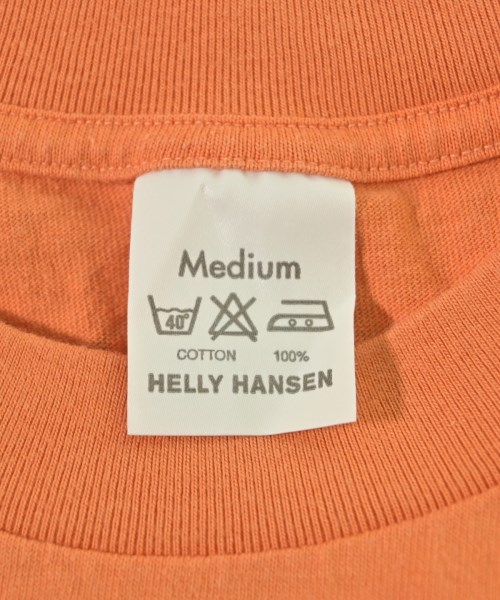 Medium
40°
COTTON 100%
HELLY HANSEN